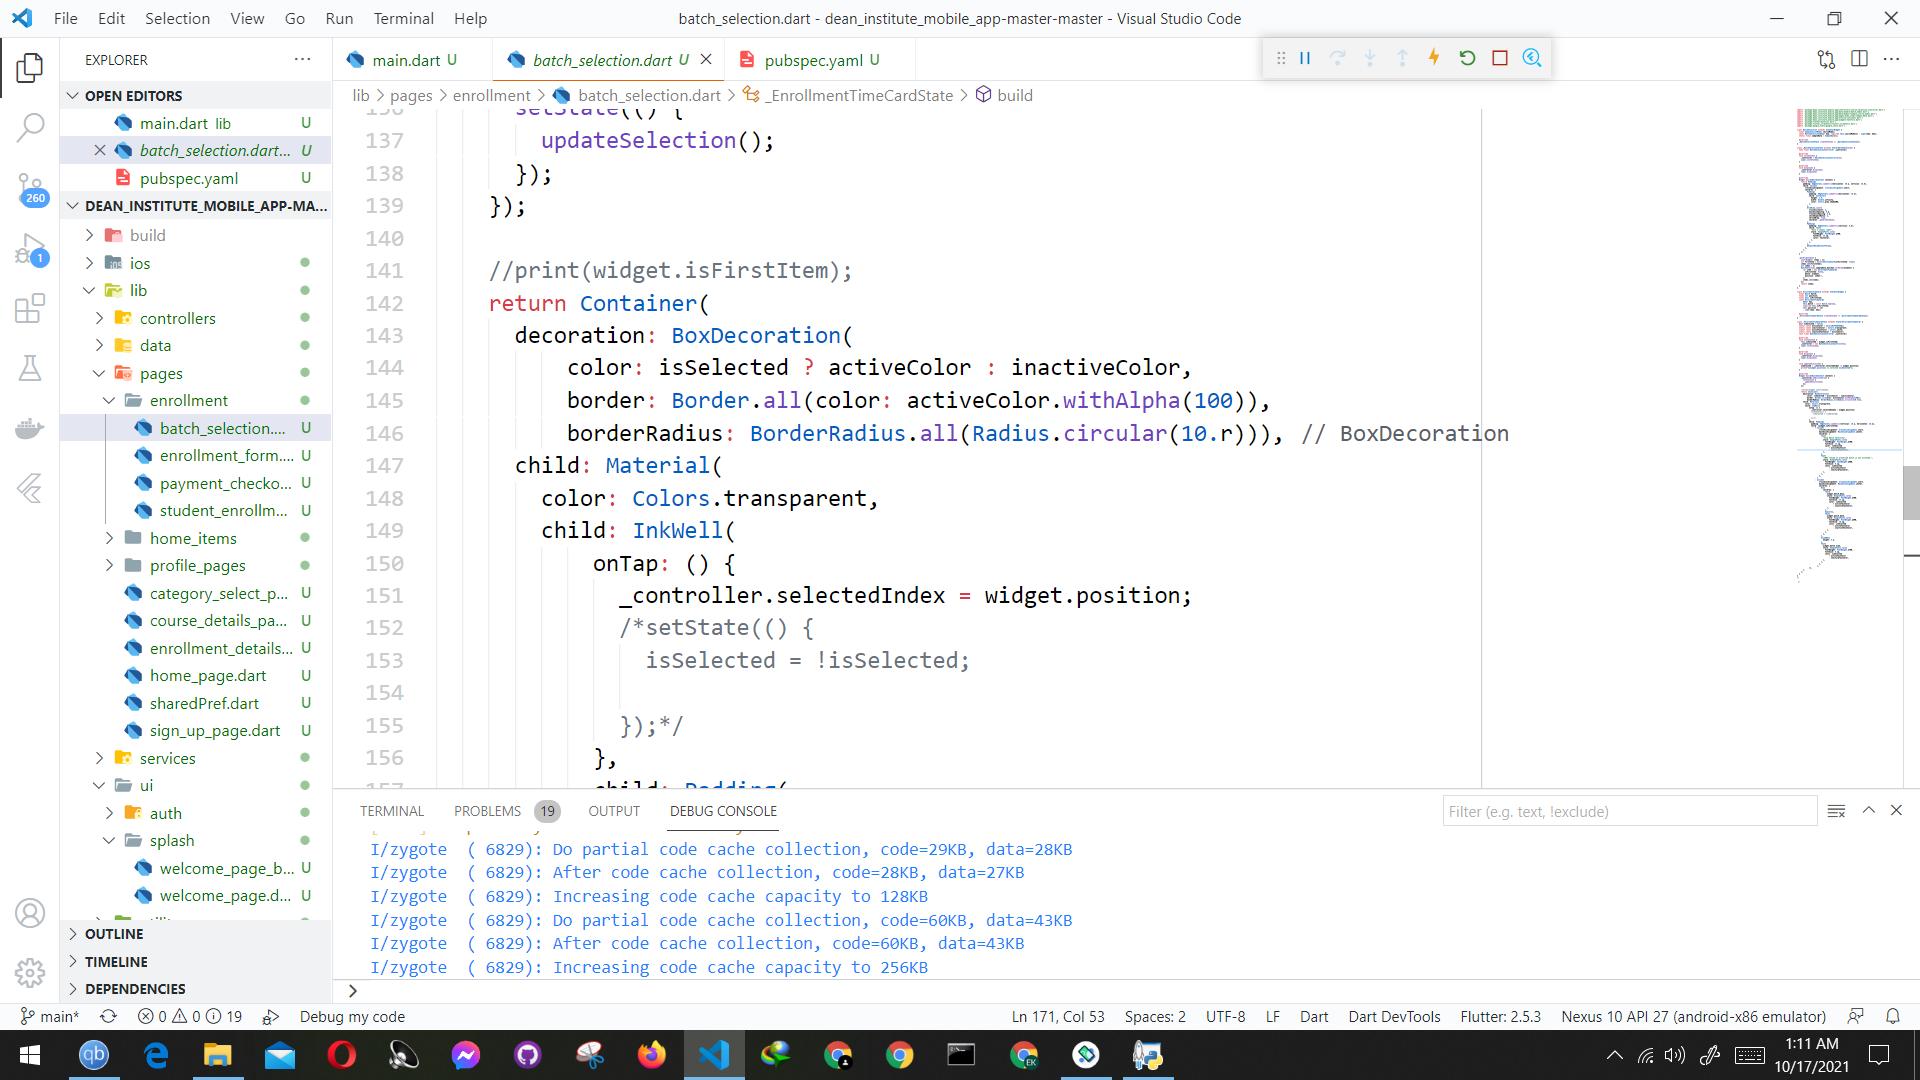 File Edit Selection View Go Run Terminal Help
batch_selection.dart - dean_institute_mobile_app-master-master - Visual Studio Code
EXPLORER
main.dart U
batch_selection.dart U
pubspec.yaml U
OPEN EDITORS
main.dart lib U
batch_selection.dart... U
pubspec.yaml U
260
DEAN_INSTITUTE_MOBILE_APP-MA...
build
1
ios
lib
controllers
data
pages
enrollment
batch_selection.... U
enrollment_form.... U
payment_checko... U
student_enrollm... U
home_items
profile_pages
category_select_p... U
course_details_pa... U
enrollment_details... U
home_page.dart U
sharedPref.dart U
sign_up_page.dart U
services
ui
auth
splash
welcome_page_b... U
welcome_page.d... U
OUTLINE
TIMELINE
DEPENDENCIES
lib > pages > enrollment > batch_selection.dart > _EnrollmentTimeCardState > build
136 setState(() {
137 updateSelection();
138 });
139 });
140
141 //print(widget.isFirstItem);
142 return Container(
143 decoration: BoxDecoration(
144 color: isSelected ? activeColor : inactiveColor,
145 border: Border.all(color: activeColor.withAlpha(100)),
146 borderRadius: BorderRadius.all(Radius.circular(10.r))), // BoxDecoration
147 child: Material(
148 color: Colors.transparent,
149 child: InkWell(
150 onTap: () {
151 _controller.selectedIndex = widget.position;
152 /*setState(() {
153 isSelected = !isSelected;
154
155 });*/
156 },
157 child: Padding(
TERMINAL PROBLEMS 19 OUTPUT DEBUG CONSOLE
Filter (e.g. text, !exclude)
I/zygote ( 6829): Do partial code cache collection, code=29KB, data=28KB
I/zygote ( 6829): After code cache collection, code=28KB, data=27KB
I/zygote ( 6829): Increasing code cache capacity to 128KB
I/zygote ( 6829): Do partial code cache collection, code=60KB, data=43KB
I/zygote ( 6829): After code cache collection, code=60KB, data=43KB
I/zygote ( 6829): Increasing code cache capacity to 256KB
main* 0 0 19 Debug my code
Ln 171, Col 53 Spaces: 2 UTF-8 LF Dart Dart DevTools Flutter: 2.5.3 Nexus 10 API 27 (android-x86 emulator)
qb
EK
1:11 AM
10/17/2021